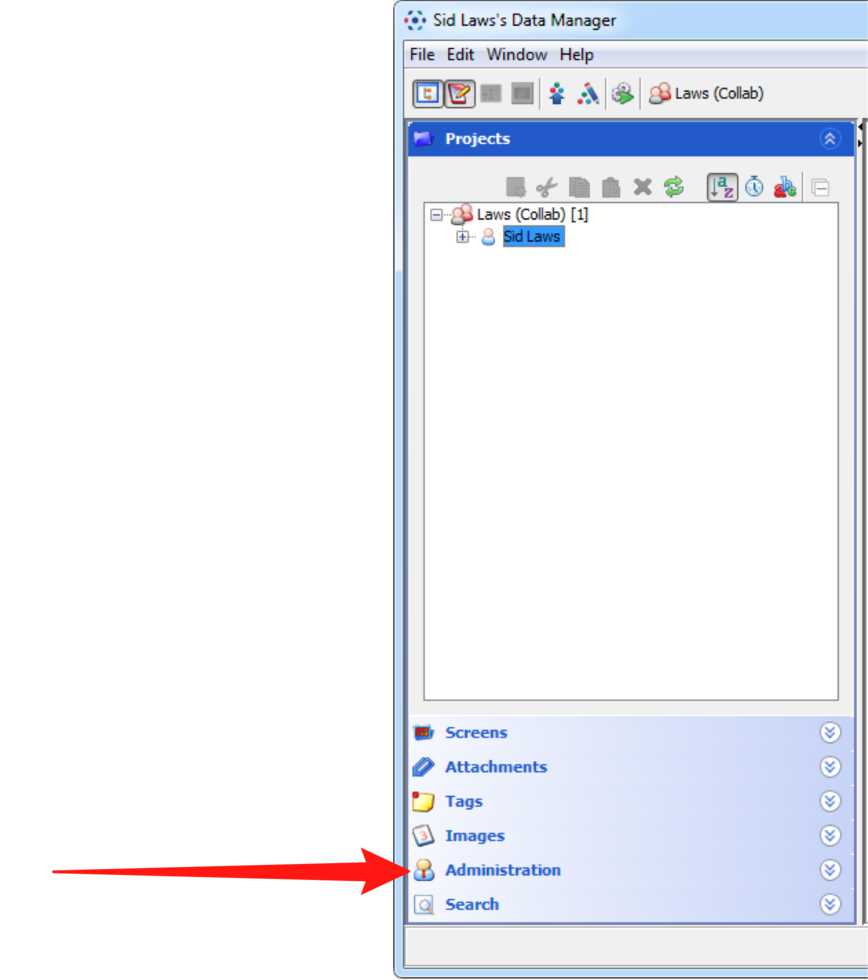 Sid Laws's Data Manager
File Edit Window Help
Laws (Collab)
Projects
Laws (Collab) [1]
Sid Laws
Screens
Attachments
Tags
Images
Administration
Search